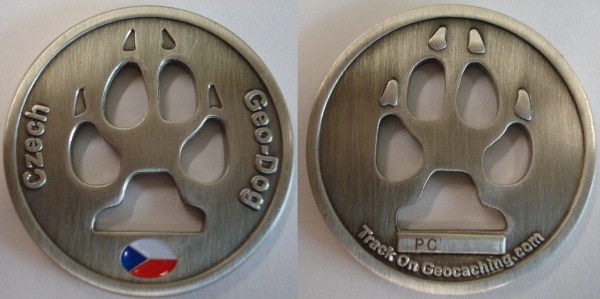 Czech
Geo-Dog
PC
Track On Geocaching.com